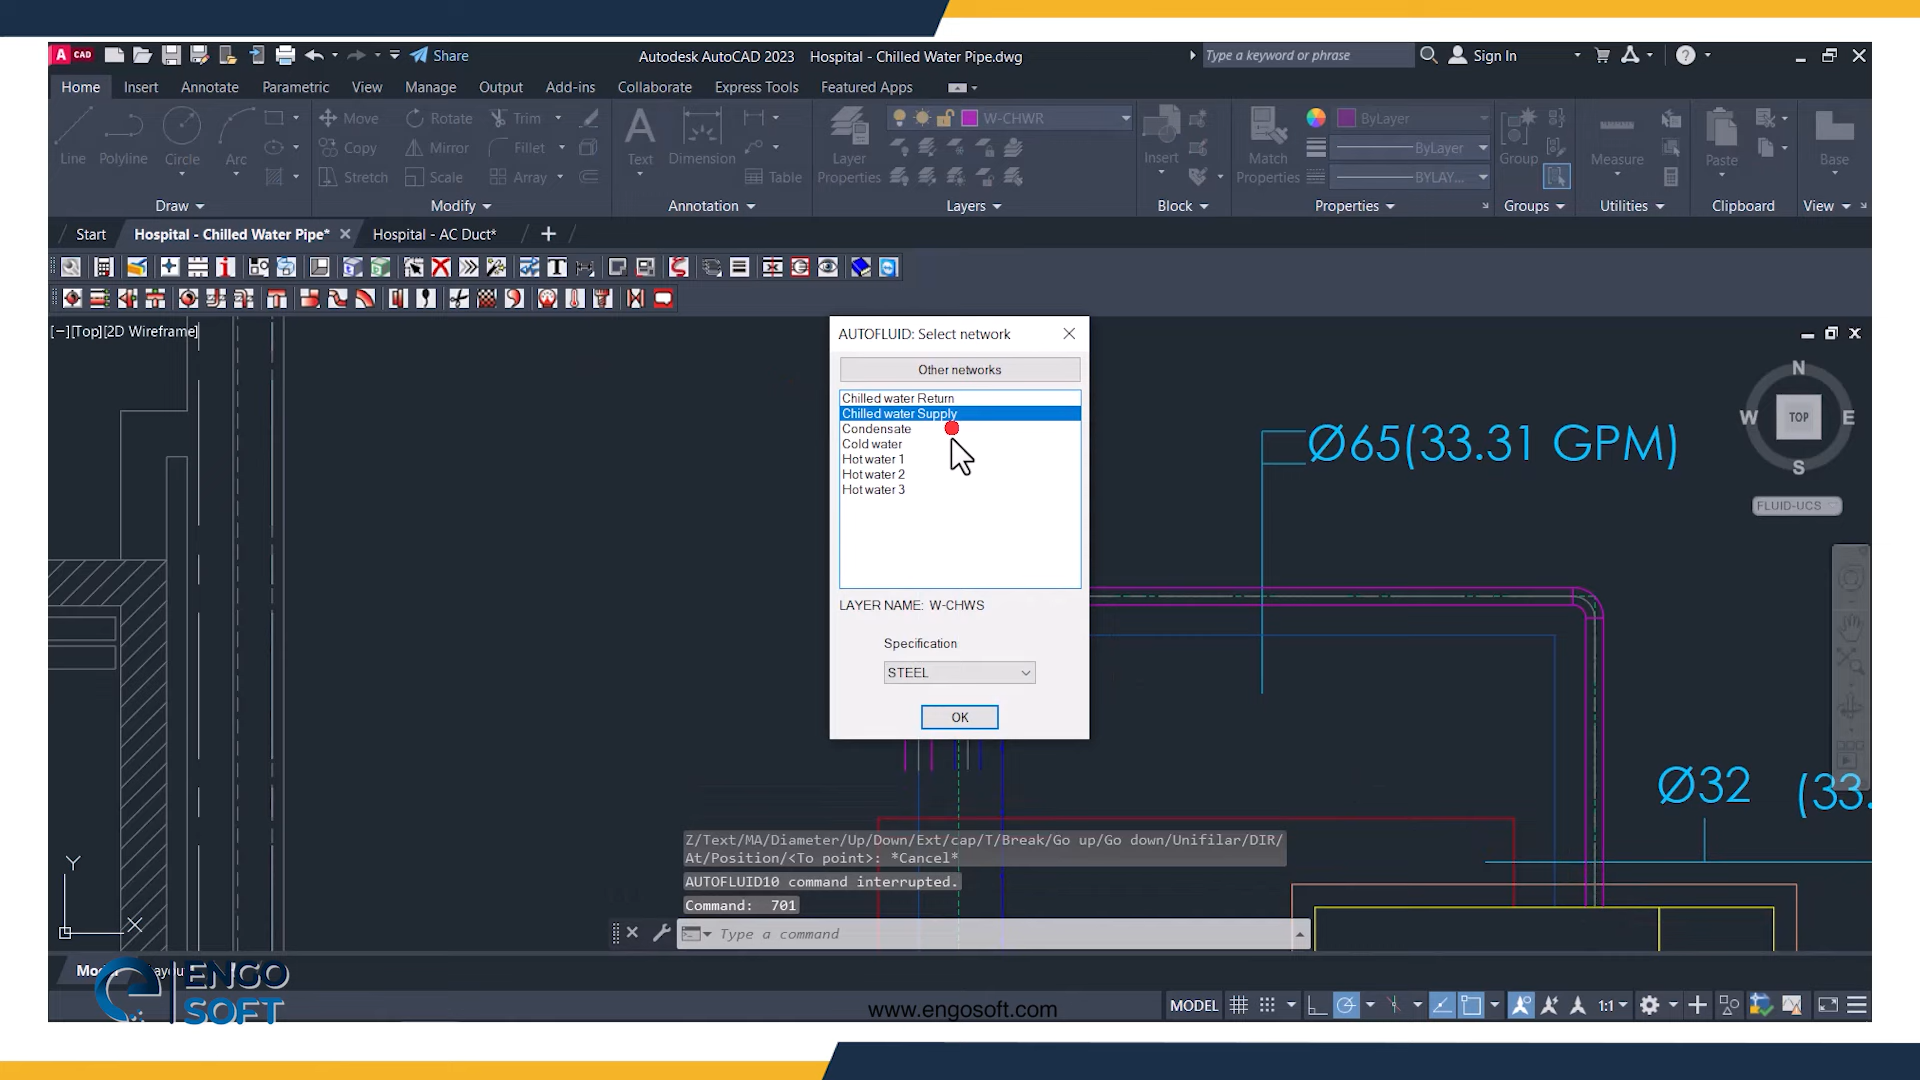 A CAD
Share
Autodesk AutoCAD 2023 Hospital - Chilled Water Pipe.dwg
Type a keyword or phrase
Sign In
Home Insert Annotate Parametric View Manage Output Add-ins Collaborate Express Tools Featured Apps
Move Rotate Trim
W-CHWR
ByLayer
Copy Mirror Fillet
ByLayer
Line Polyline Circle Arc
Text Dimension
Layer
Properties
Insert
Match
Properties
Group
Measure
Paste
Base
Stretch Scale Array
Table
BYLAY...
Draw Modify Annotation Layers Block Properties Groups Utilities Clipboard View
Start Hospital - Chilled Water Pipe* Hospital - AC Duct*
[−][Top][2D Wireframe]
AUTOFLUID: Select network
Other networks
Chilled water Return
Chilled water Supply
Condensate
Cold water
Hot water 1
Hot water 2
Hot water 3
LAYER NAME: W-CHWS
Specification
STEEL
OK
Ø65(33.31 GPM)
N
W TOP E
S
FLUID-UCS
Ø32 (33.
Z/Text/MA/Diameter/Up/Down/Ext/cap/T/Break/Go up/Go down/Unifilar/DIR/
At/Position/<To point>: *Cancel*
AUTOFLUID10 command interrupted.
Command: 701
Type a command
Y
X
ENGO
SOFT
www.engosoft.com
MODEL
1:1